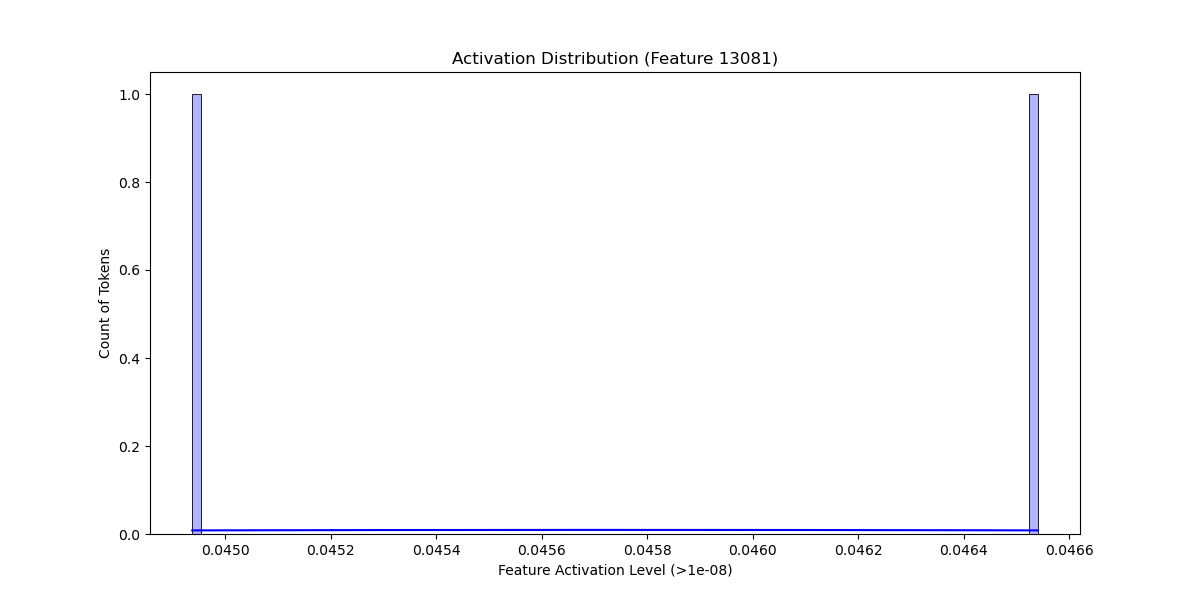 Activation Distribution (Feature 13081)
Count of Tokens
1.0
0.8
0.6
0.4
0.2
0.0
0.0450 0.0452 0.0454 0.0456 0.0458 0.0460 0.0462 0.0464 0.0466
Feature Activation Level (>1e-08)